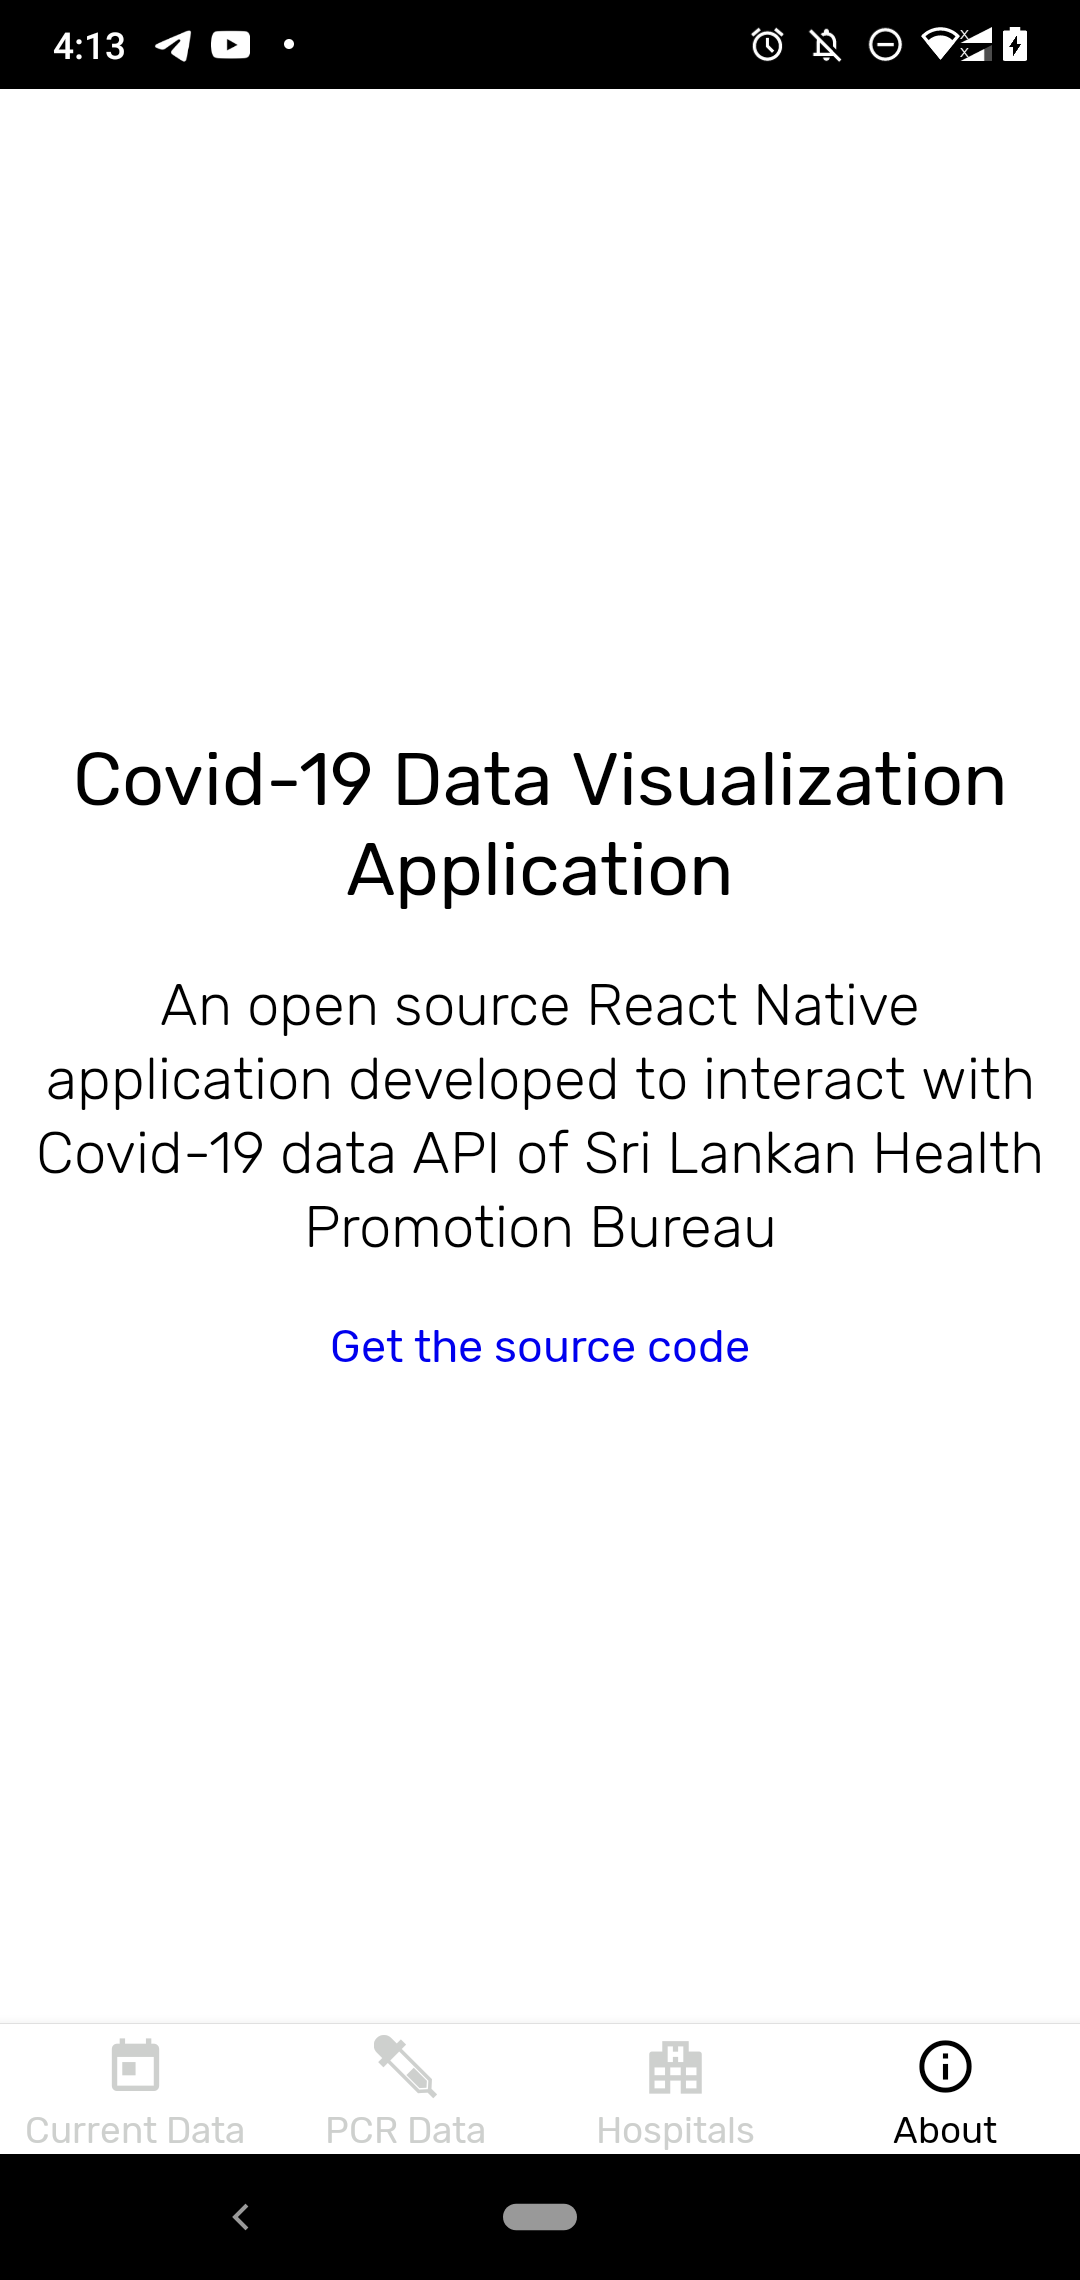 4:13
Covid-19 Data Visualization
Application
An open source React Native
application developed to interact with
Covid-19 data API of Sri Lankan Health
Promotion Bureau
Get the source code
Current Data
PCR Data
Hospitals
About